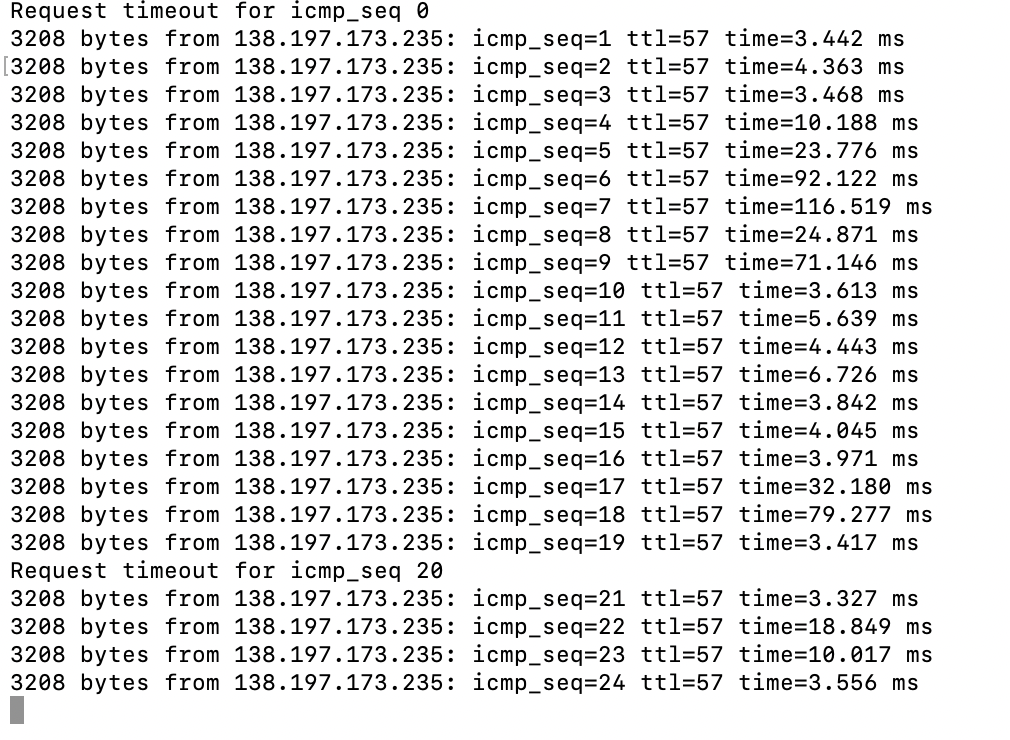 Request timeout for icmp_seq 0
3208 bytes from 138.197.173.235: icmp_seq=1 ttl=57 time=3.442 ms
[3208 bytes from 138.197.173.235: icmp_seq=2 ttl=57 time=4.363 ms
3208 bytes from 138.197.173.235: icmp_seq=3 ttl=57 time=3.468 ms
3208 bytes from 138.197.173.235: icmp_seq=4 ttl=57 time=10.188 ms
3208 bytes from 138.197.173.235: icmp_seq=5 ttl=57 time=23.776 ms
3208 bytes from 138.197.173.235: icmp_seq=6 ttl=57 time=92.122 ms
3208 bytes from 138.197.173.235: icmp_seq=7 ttl=57 time=116.519 ms
3208 bytes from 138.197.173.235: icmp_seq=8 ttl=57 time=24.871 ms
3208 bytes from 138.197.173.235: icmp_seq=9 ttl=57 time=71.146 ms
3208 bytes from 138.197.173.235: icmp_seq=10 ttl=57 time=3.613 ms
3208 bytes from 138.197.173.235: icmp_seq=11 ttl=57 time=5.639 ms
3208 bytes from 138.197.173.235: icmp_seq=12 ttl=57 time=4.443 ms
3208 bytes from 138.197.173.235: icmp_seq=13 ttl=57 time=6.726 ms
3208 bytes from 138.197.173.235: icmp_seq=14 ttl=57 time=3.842 ms
3208 bytes from 138.197.173.235: icmp_seq=15 ttl=57 time=4.045 ms
3208 bytes from 138.197.173.235: icmp_seq=16 ttl=57 time=3.971 ms
3208 bytes from 138.197.173.235: icmp_seq=17 ttl=57 time=32.180 ms
3208 bytes from 138.197.173.235: icmp_seq=18 ttl=57 time=79.277 ms
3208 bytes from 138.197.173.235: icmp_seq=19 ttl=57 time=3.417 ms
Request timeout for icmp_seq 20
3208 bytes from 138.197.173.235: icmp_seq=21 ttl=57 time=3.327 ms
3208 bytes from 138.197.173.235: icmp_seq=22 ttl=57 time=18.849 ms
3208 bytes from 138.197.173.235: icmp_seq=23 ttl=57 time=10.017 ms
3208 bytes from 138.197.173.235: icmp_seq=24 ttl=57 time=3.556 ms